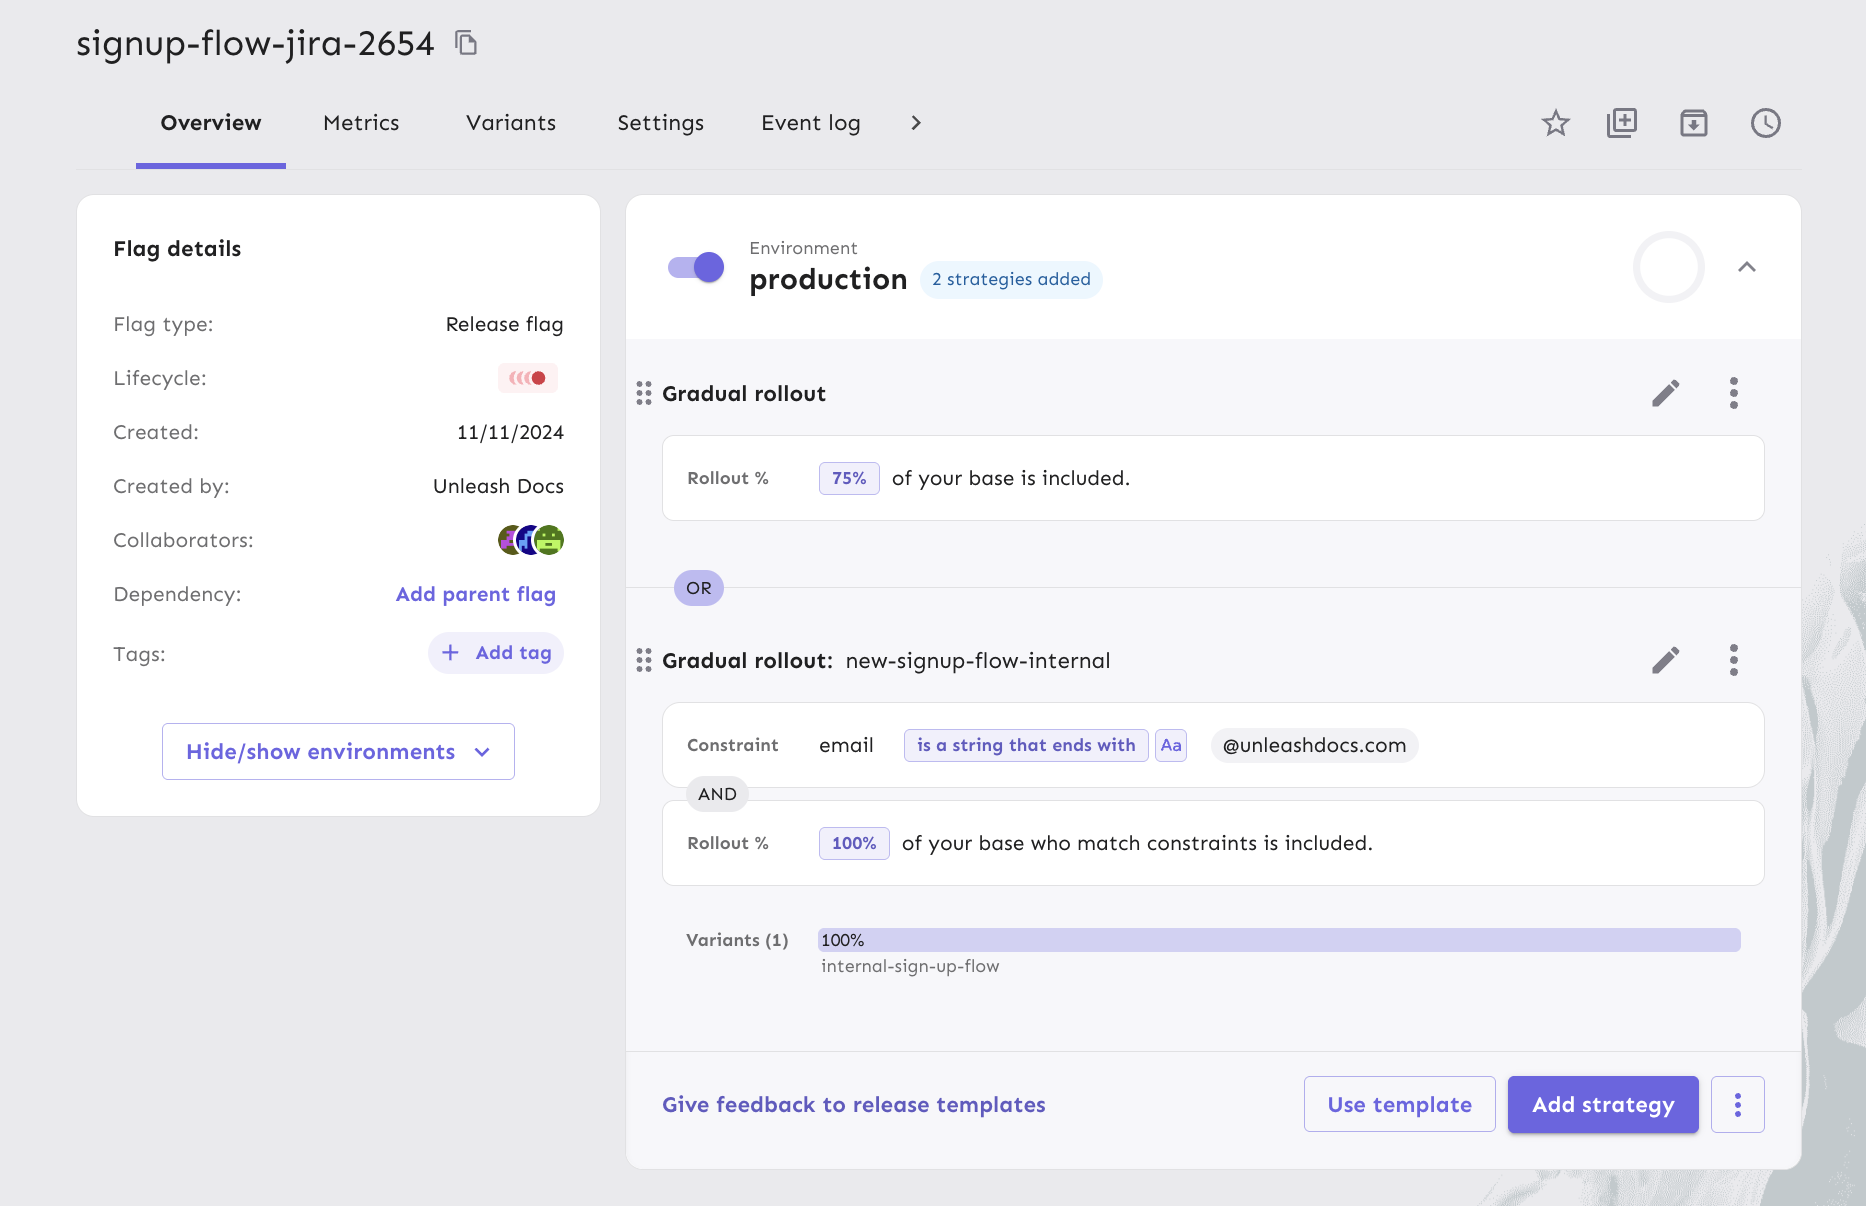 signup-flow-jira-2654
Overview Metrics Variants Settings Event log
Flag details
Flag type: Release flag
Lifecycle:
Created: 11/11/2024
Created by: Unleash Docs
Collaborators:
Dependency: Add parent flag
Tags: + Add tag
Hide/show environments
Environment
production 2 strategies added
Gradual rollout
Rollout % 75% of your base is included.
OR
Gradual rollout: new-signup-flow-internal
Constraint email is a string that ends with Aa @unleashdocs.com
AND
Rollout % 100% of your base who match constraints is included.
Variants (1) 100%
internal-sign-up-flow
Give feedback to release templates Use template Add strategy